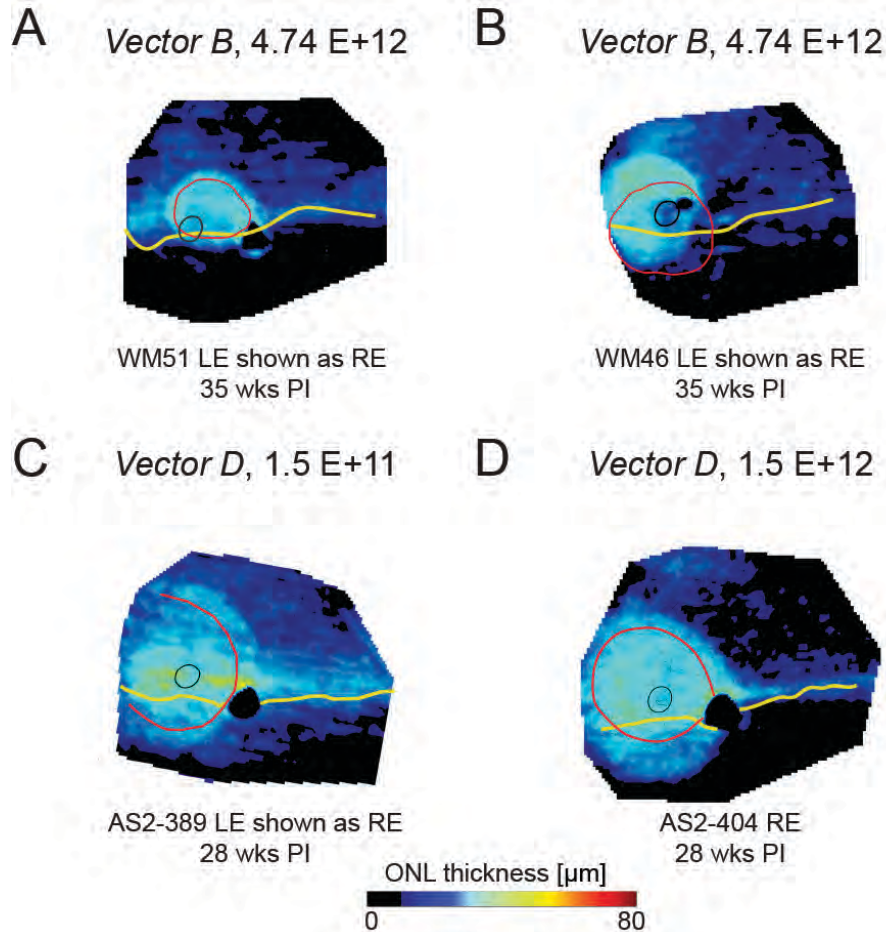 A
Vector B, 4.74 E+12
B
Vector B, 4.74 E+12
WM51 LE shown as RE
35 wks PI
WM46 LE shown as RE
35 wks PI
C
Vector D, 1.5 E+11
D
Vector D, 1.5 E+12
AS2-389 LE shown as RE
28 wks PI
AS2-404 RE
28 wks PI
ONL thickness [µm]
0
80